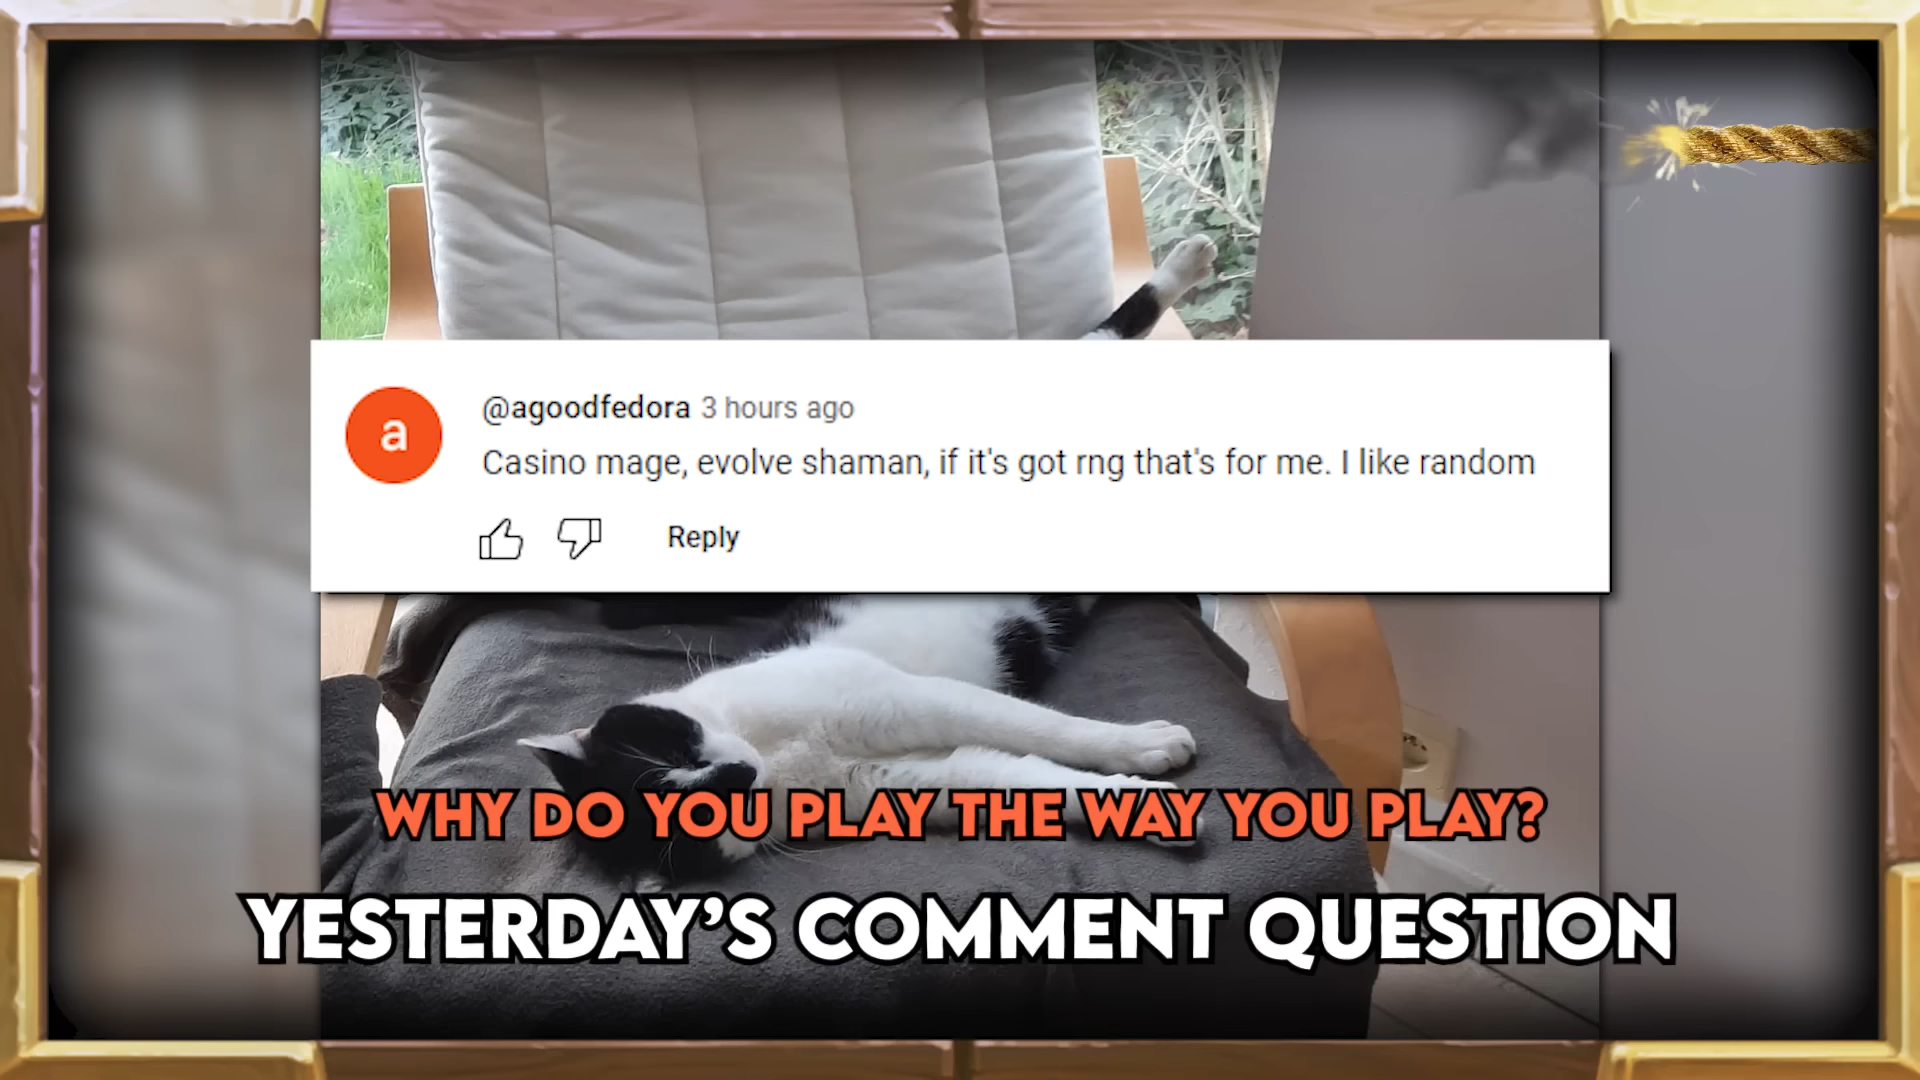 a
@agoodfedora 3 hours ago
Casino mage, evolve shaman, if it's got rng that's for me. I like random
Reply
WHY DO YOU PLAY THE WAY YOU PLAY?
YESTERDAY'S COMMENT QUESTION